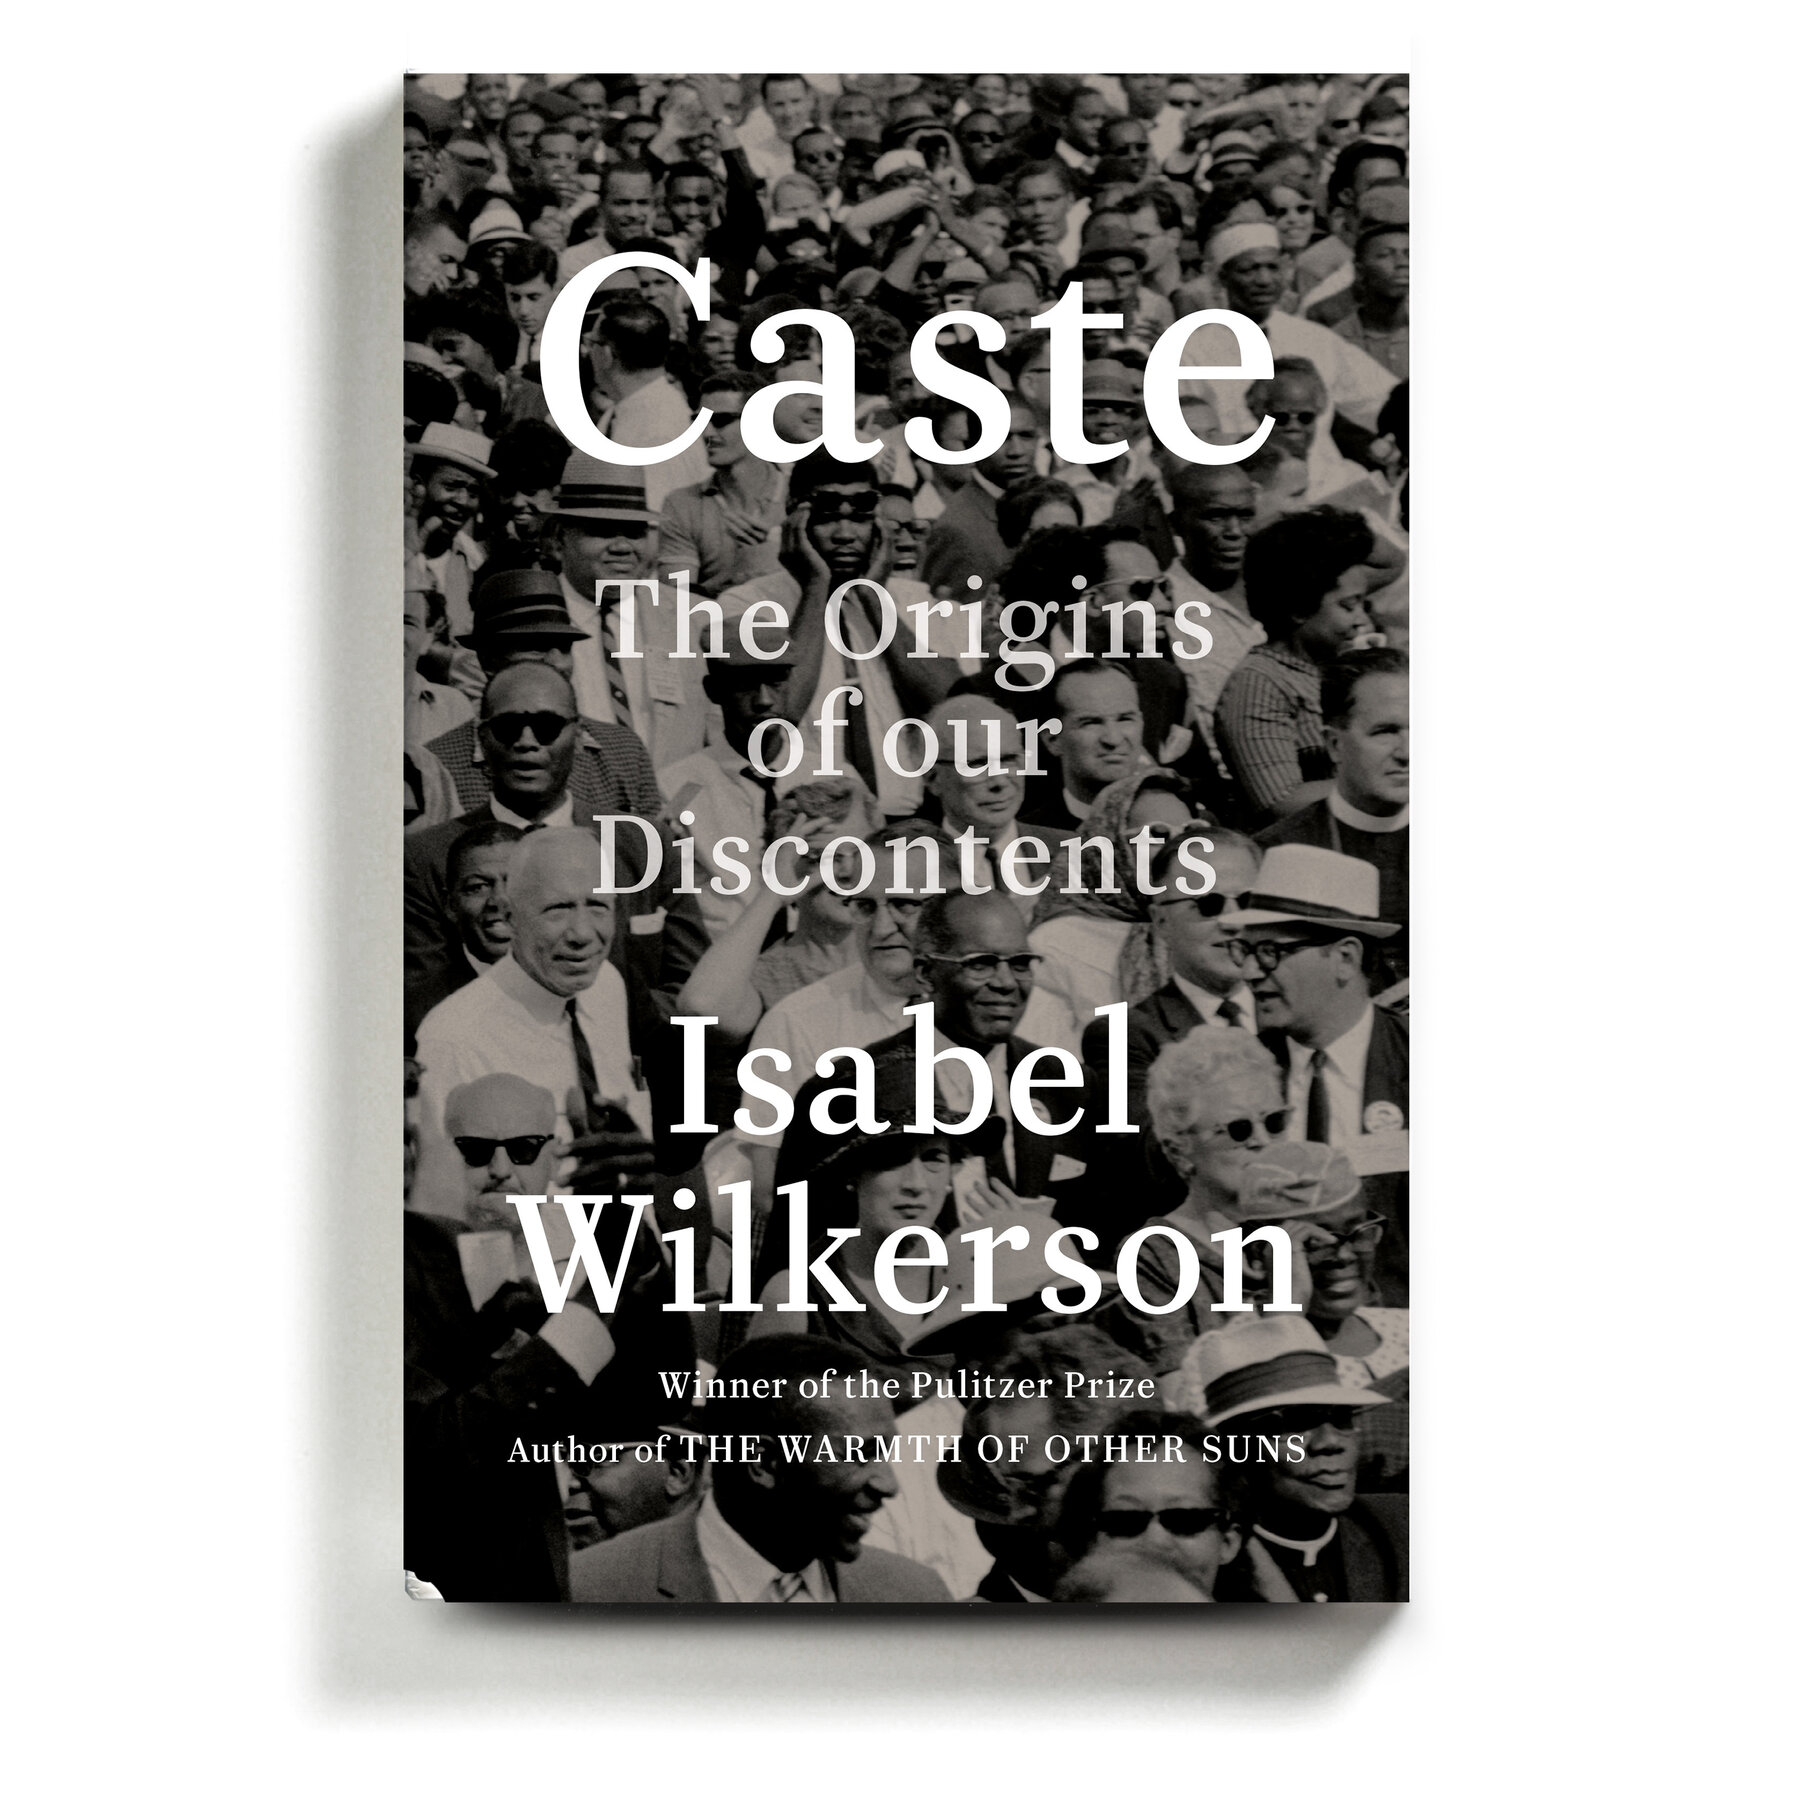 Caste
The Origins
of our
Discontents
Isabel
Wilkerson
Winner of the Pulitzer Prize
Author of THE WARMTH OF OTHER SUNS